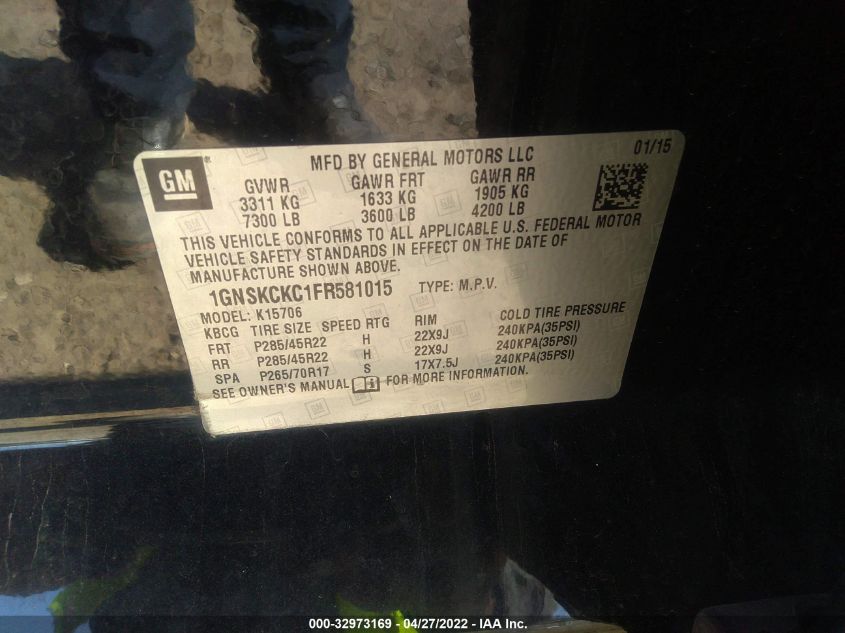 GM ® MFD BY GENERAL MOTORS LLC 01/15
GVWR GAWR FRT GAWR RR
3311 KG 1633 KG 1905 KG
7300 LB 3600 LB 4200 LB
THIS VEHICLE CONFORMS TO ALL APPLICABLE U.S. FEDERAL MOTOR
VEHICLE SAFETY STANDARDS IN EFFECT ON THE DATE OF
MANUFACTURE SHOWN ABOVE.
1GNSKCKC1FR581015 TYPE: M.P.V.
MODEL: K15706
KBCG TIRE SIZE SPEED RTG RIM COLD TIRE PRESSURE
FRT P285/45R22 H 22X9J 240KPA(35PSI)
RR P285/45R22 H 22X9J 240KPA(35PSI)
SPA P265/70R17 S 17X7.5J 240KPA(35PSI)
SEE OWNER'S MANUAL FOR MORE INFORMATION.
000-32973169 - 04/27/2022 - IAA Inc.